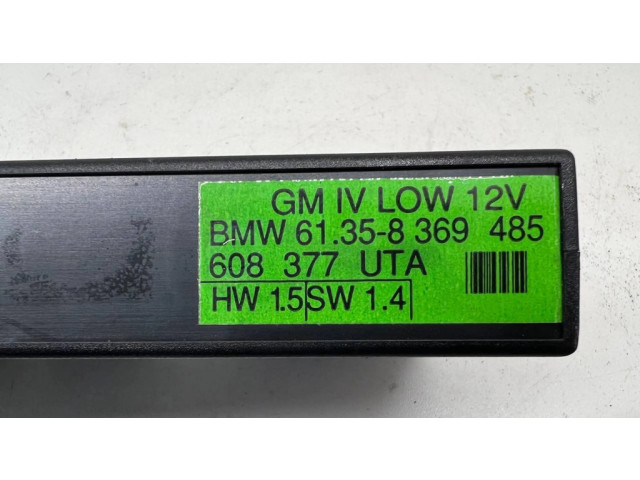 GM IV LOW 12V
BMW 61.35-8 369 485
608 377 UTA
HW 1.5 SW 1.4